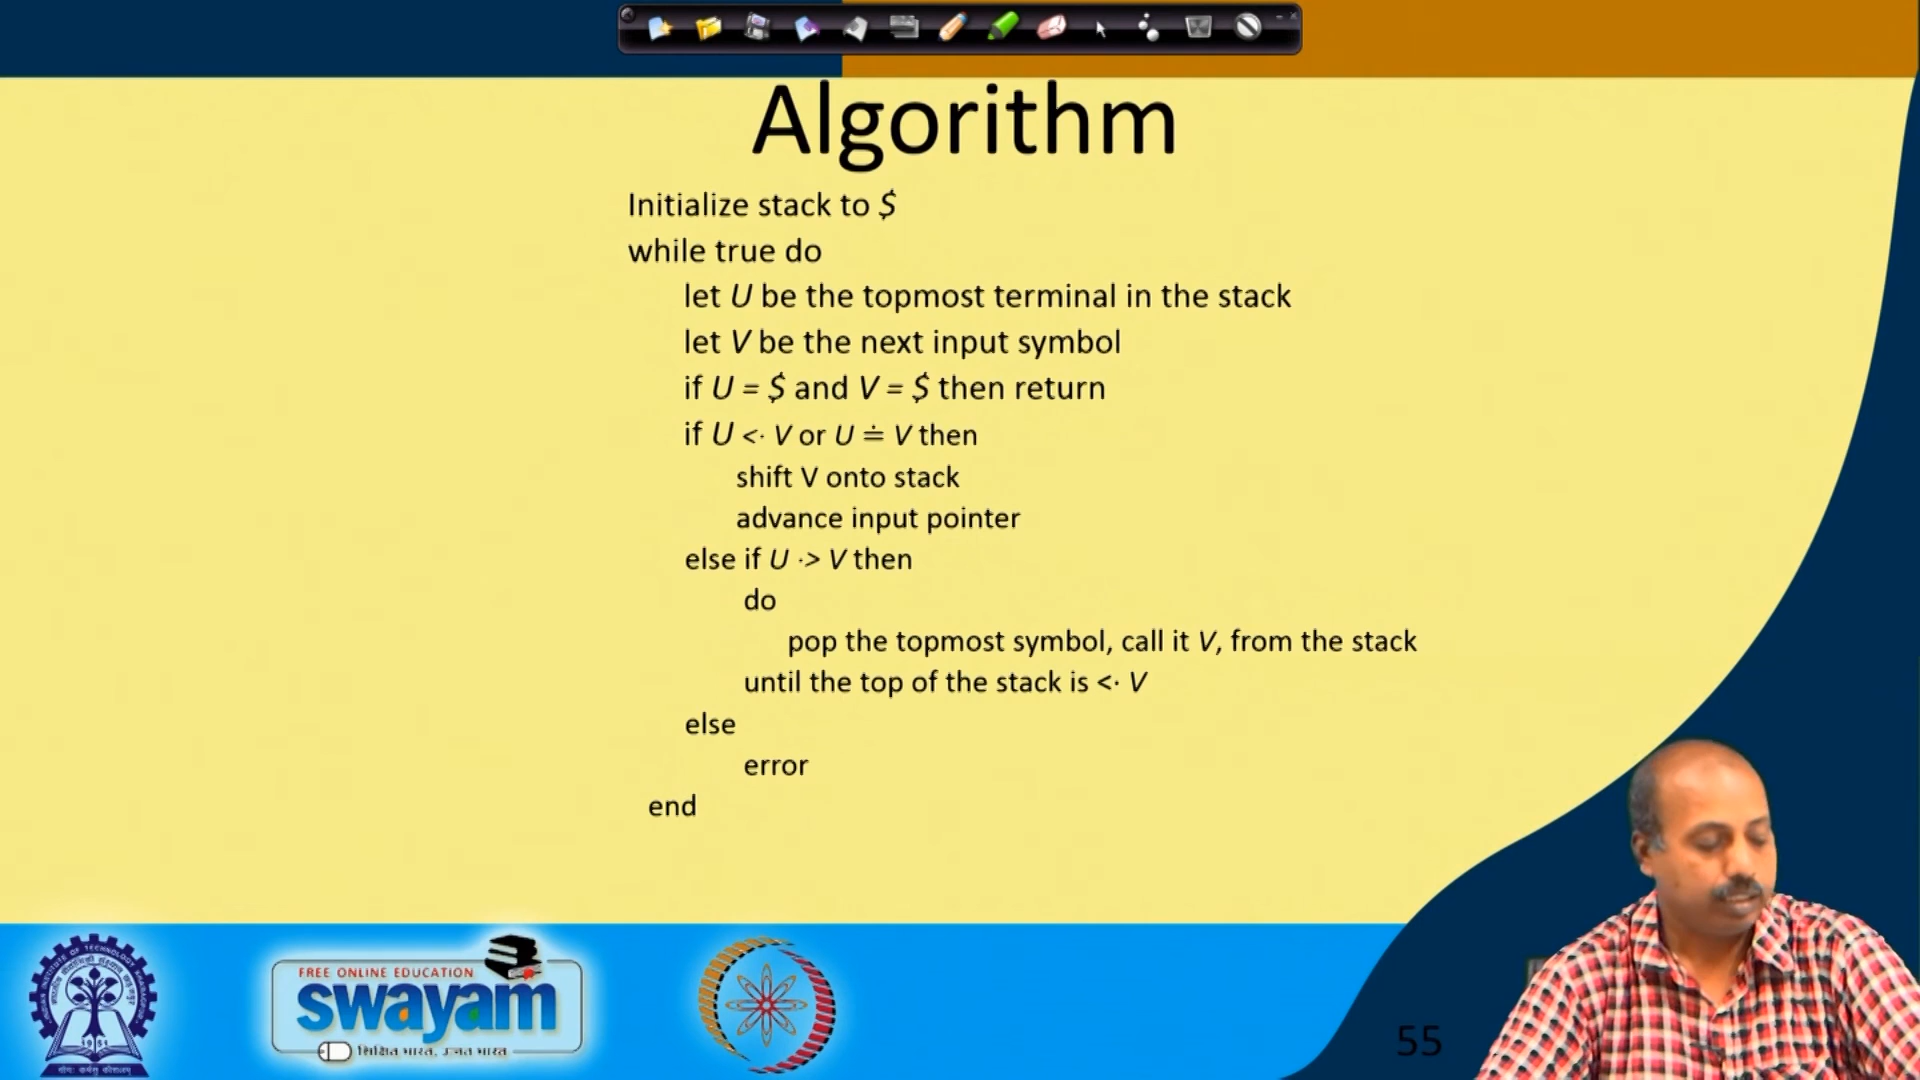 Algorithm
Initialize stack to $
while true do
let U be the topmost terminal in the stack
let V be the next input symbol
if U = $ and V = $ then return
if U <· V or U ≐ V then
shift V onto stack
advance input pointer
else if U ·> V then
do
pop the topmost symbol, call it V, from the stack
until the top of the stack is <· V
else
error
end
FREE ONLINE EDUCATION
swayam
शिक्षित भारत, उन्नत भारत
55